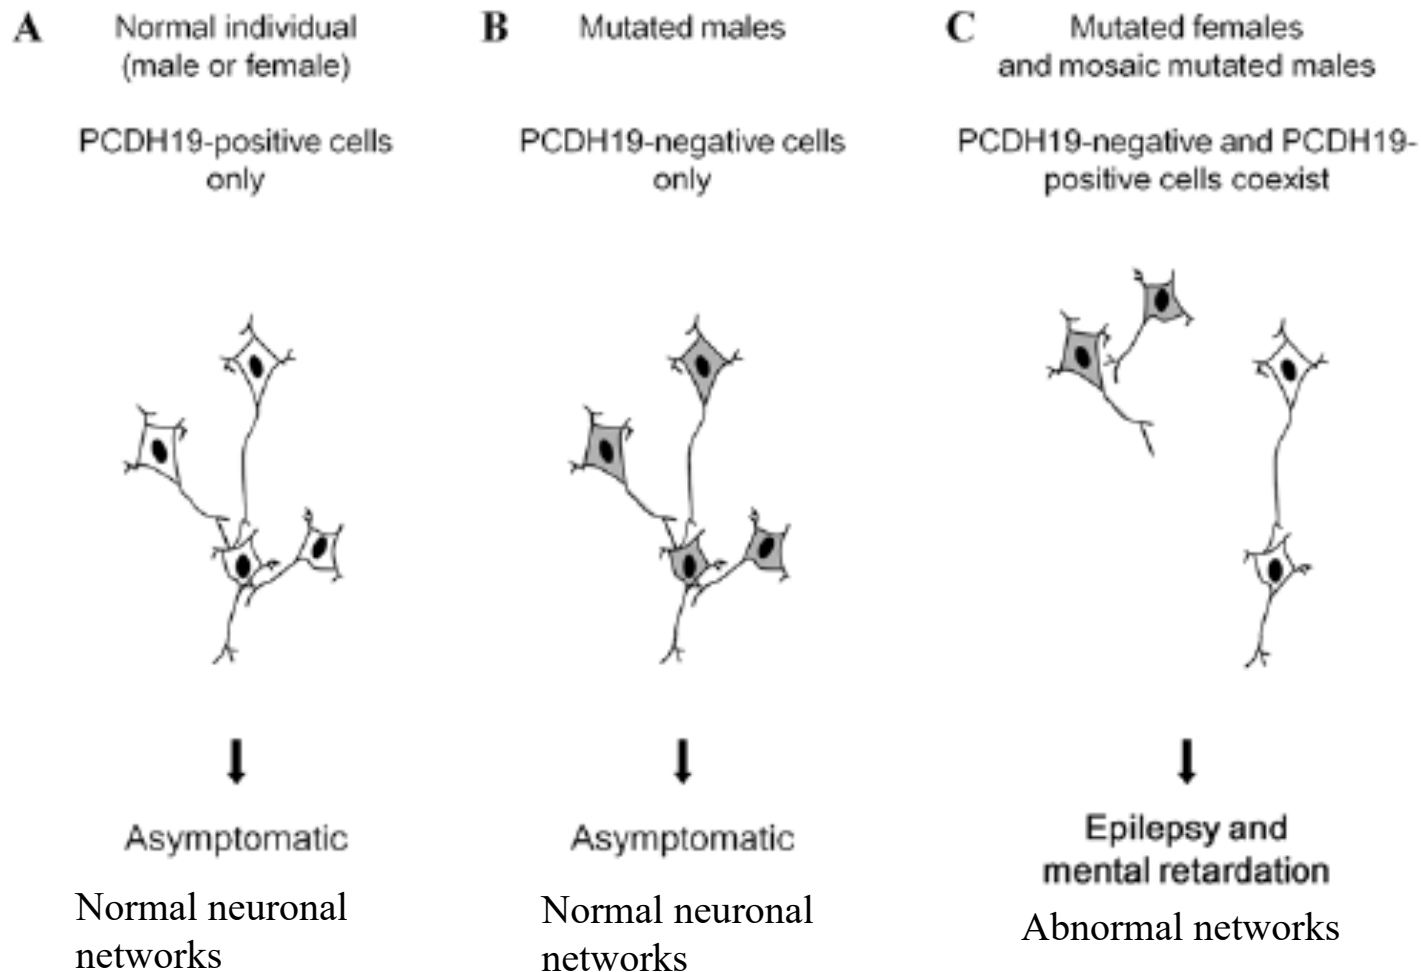 A
Normal individual
(male or female)
PCDH19-positive cells
only
Asymptomatic
Normal neuronal
networks
B
Mutated males
PCDH19-negative cells
only
Asymptomatic
Normal neuronal
networks
C
Mutated females
and mosaic mutated males
PCDH19-negative and PCDH19-
positive cells coexist
Epilepsy and
mental retardation
Abnormal networks